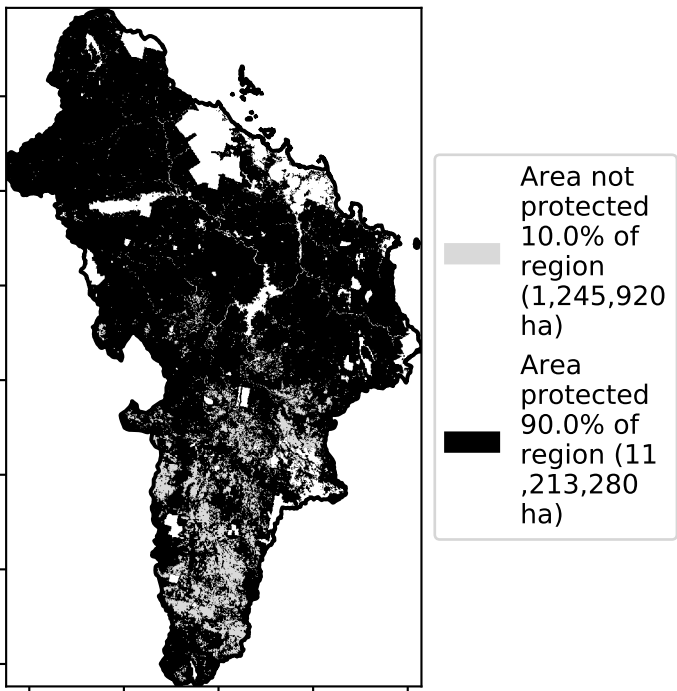 Area not
protected
10.0% of
region
(1,245,920
ha)
Area
protected
90.0% of
region (11
,213,280
ha)